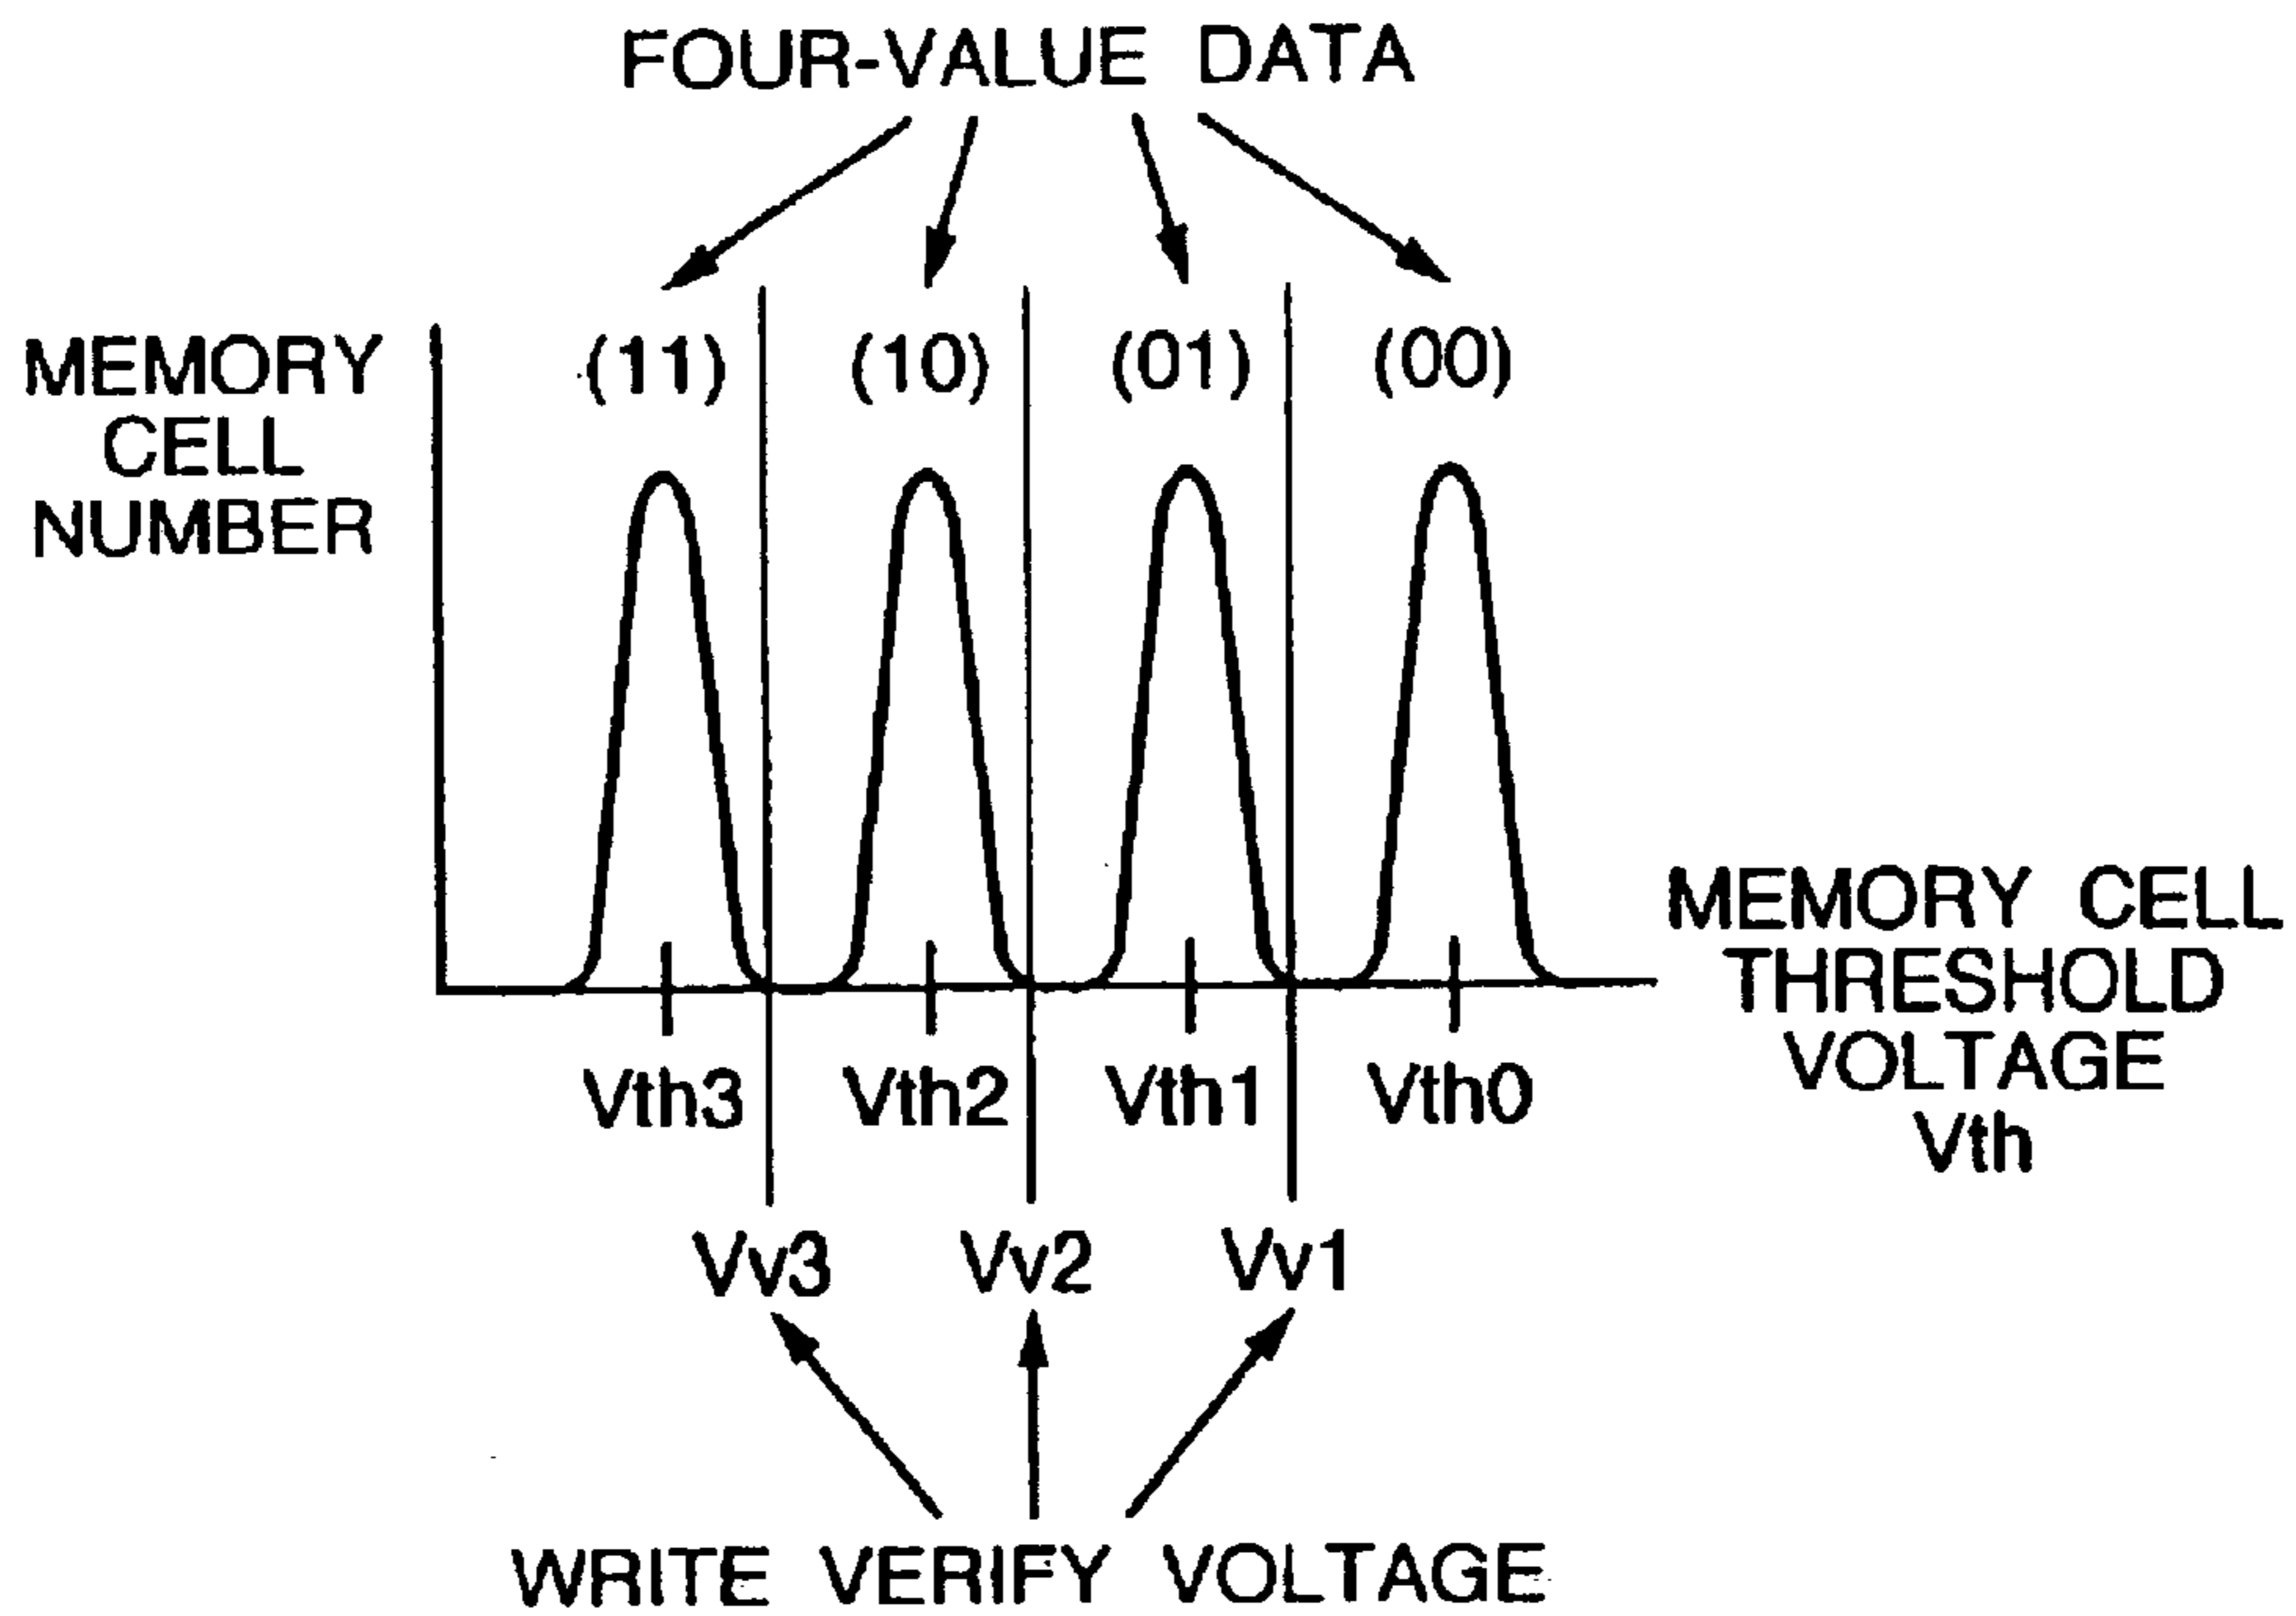 FOUR-VALUE DATA
(11) (10) (01) (00)
MEMORY
CELL
NUMBER
MEMORY CELL
THRESHOLD
VOLTAGE
Vth
Vth3 Vth2 Vth1 Vth0
Vv3 Vv2 Vv1
WRITE VERIFY VOLTAGE